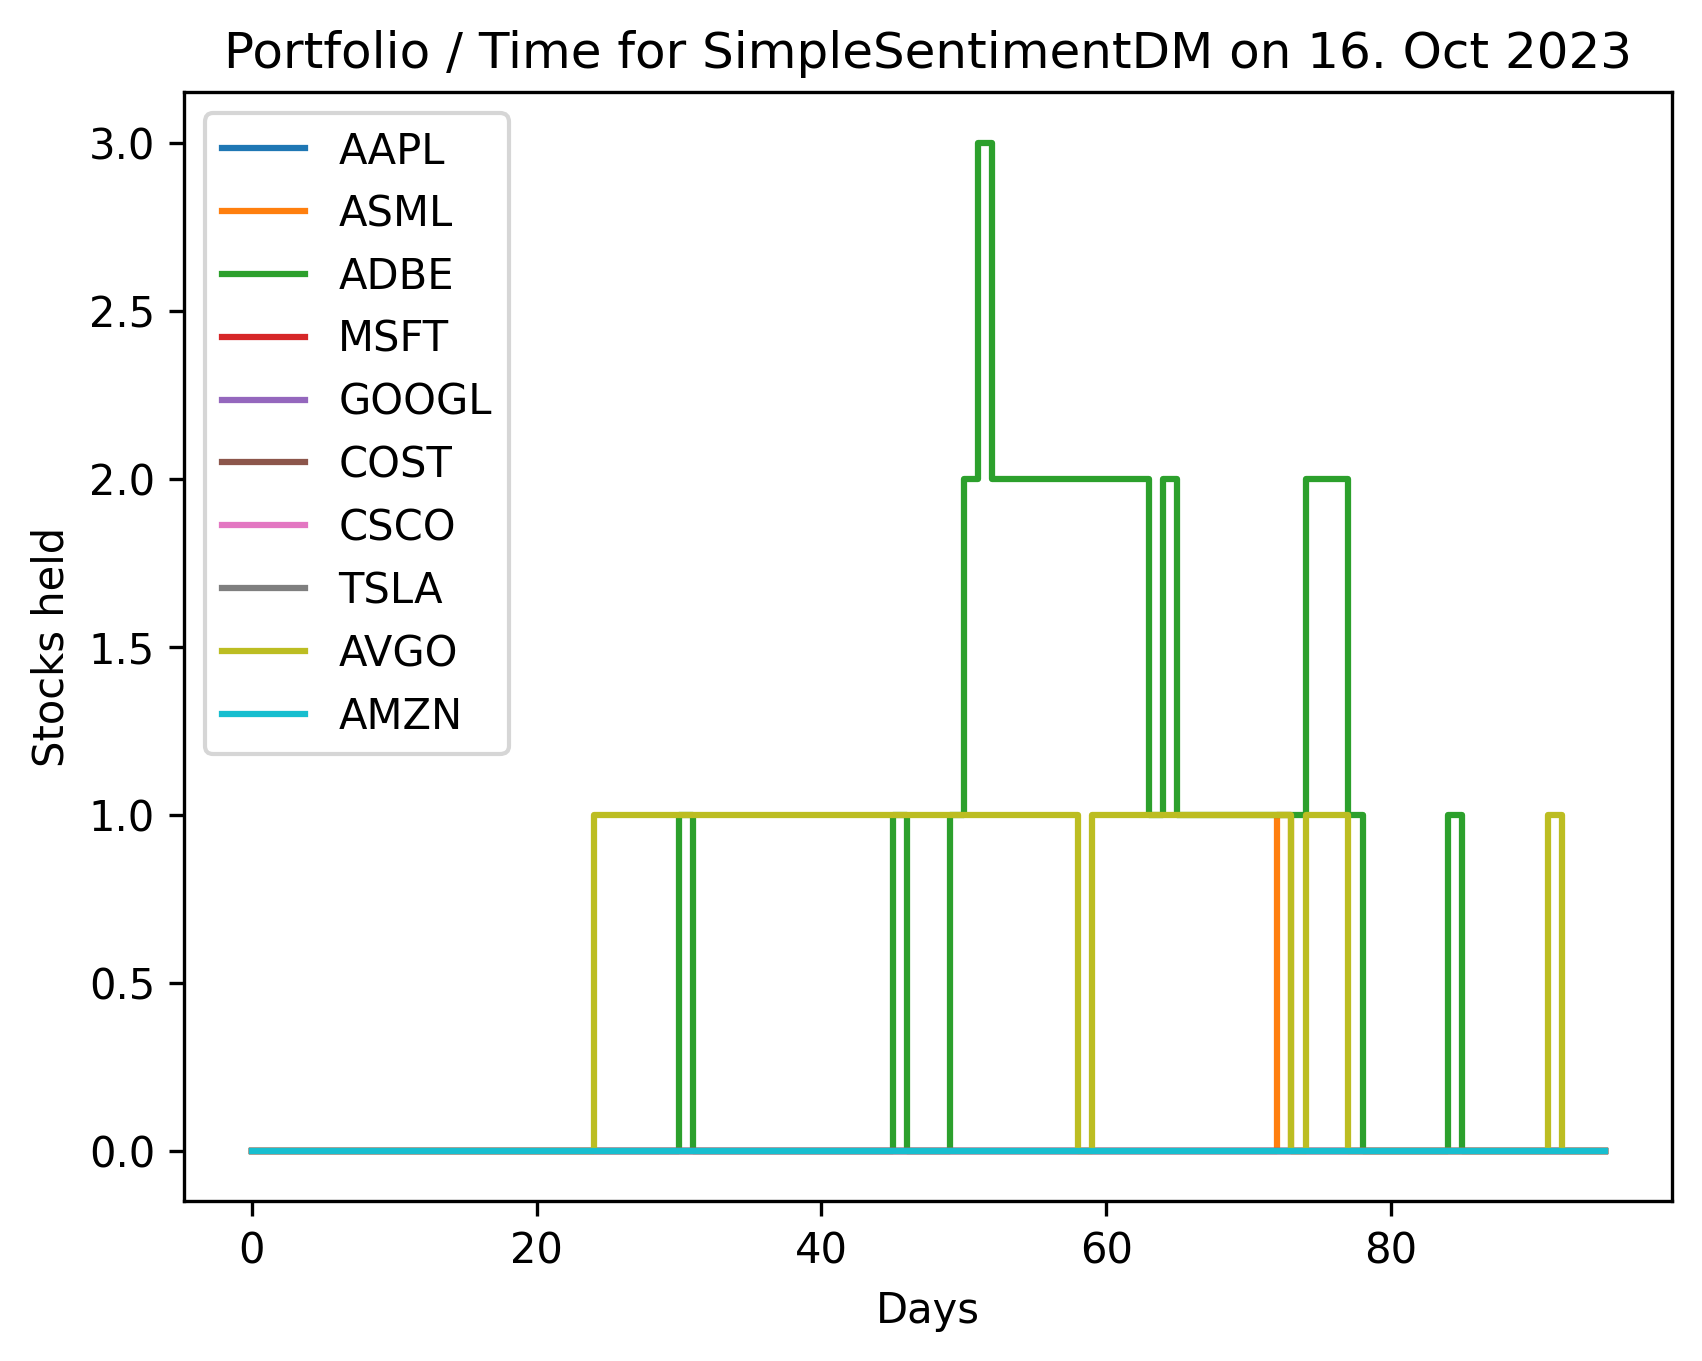 Portfolio / Time for SimpleSentimentDM on 16. Oct 2023
AAPL
ASML
ADBE
MSFT
GOOGL
COST
CSCO
TSLA
AVGO
AMZN
3.0
2.5
2.0
1.5
1.0
0.5
0.0
Stocks held
0 20 40 60 80
Days